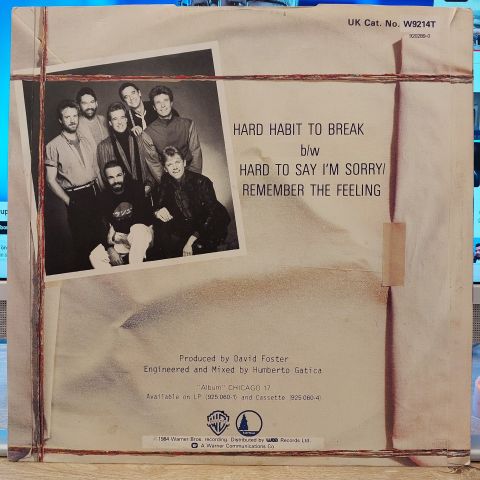 UK Cat. No. W9214T
920289-0
HARD HABIT TO BREAK
b/w
HARD TO SAY I'M SORRY/
REMEMBER THE FEELING
Produced by David Foster
Engineered and Mixed by Humberto Gatica
"Album" CHICAGO 17
Available on LP (925 060-1) and Cassette (925 060-4)
©1984 Warner Bros. recording. Distributed by wea Records Ltd.
A Warner Communications Co.